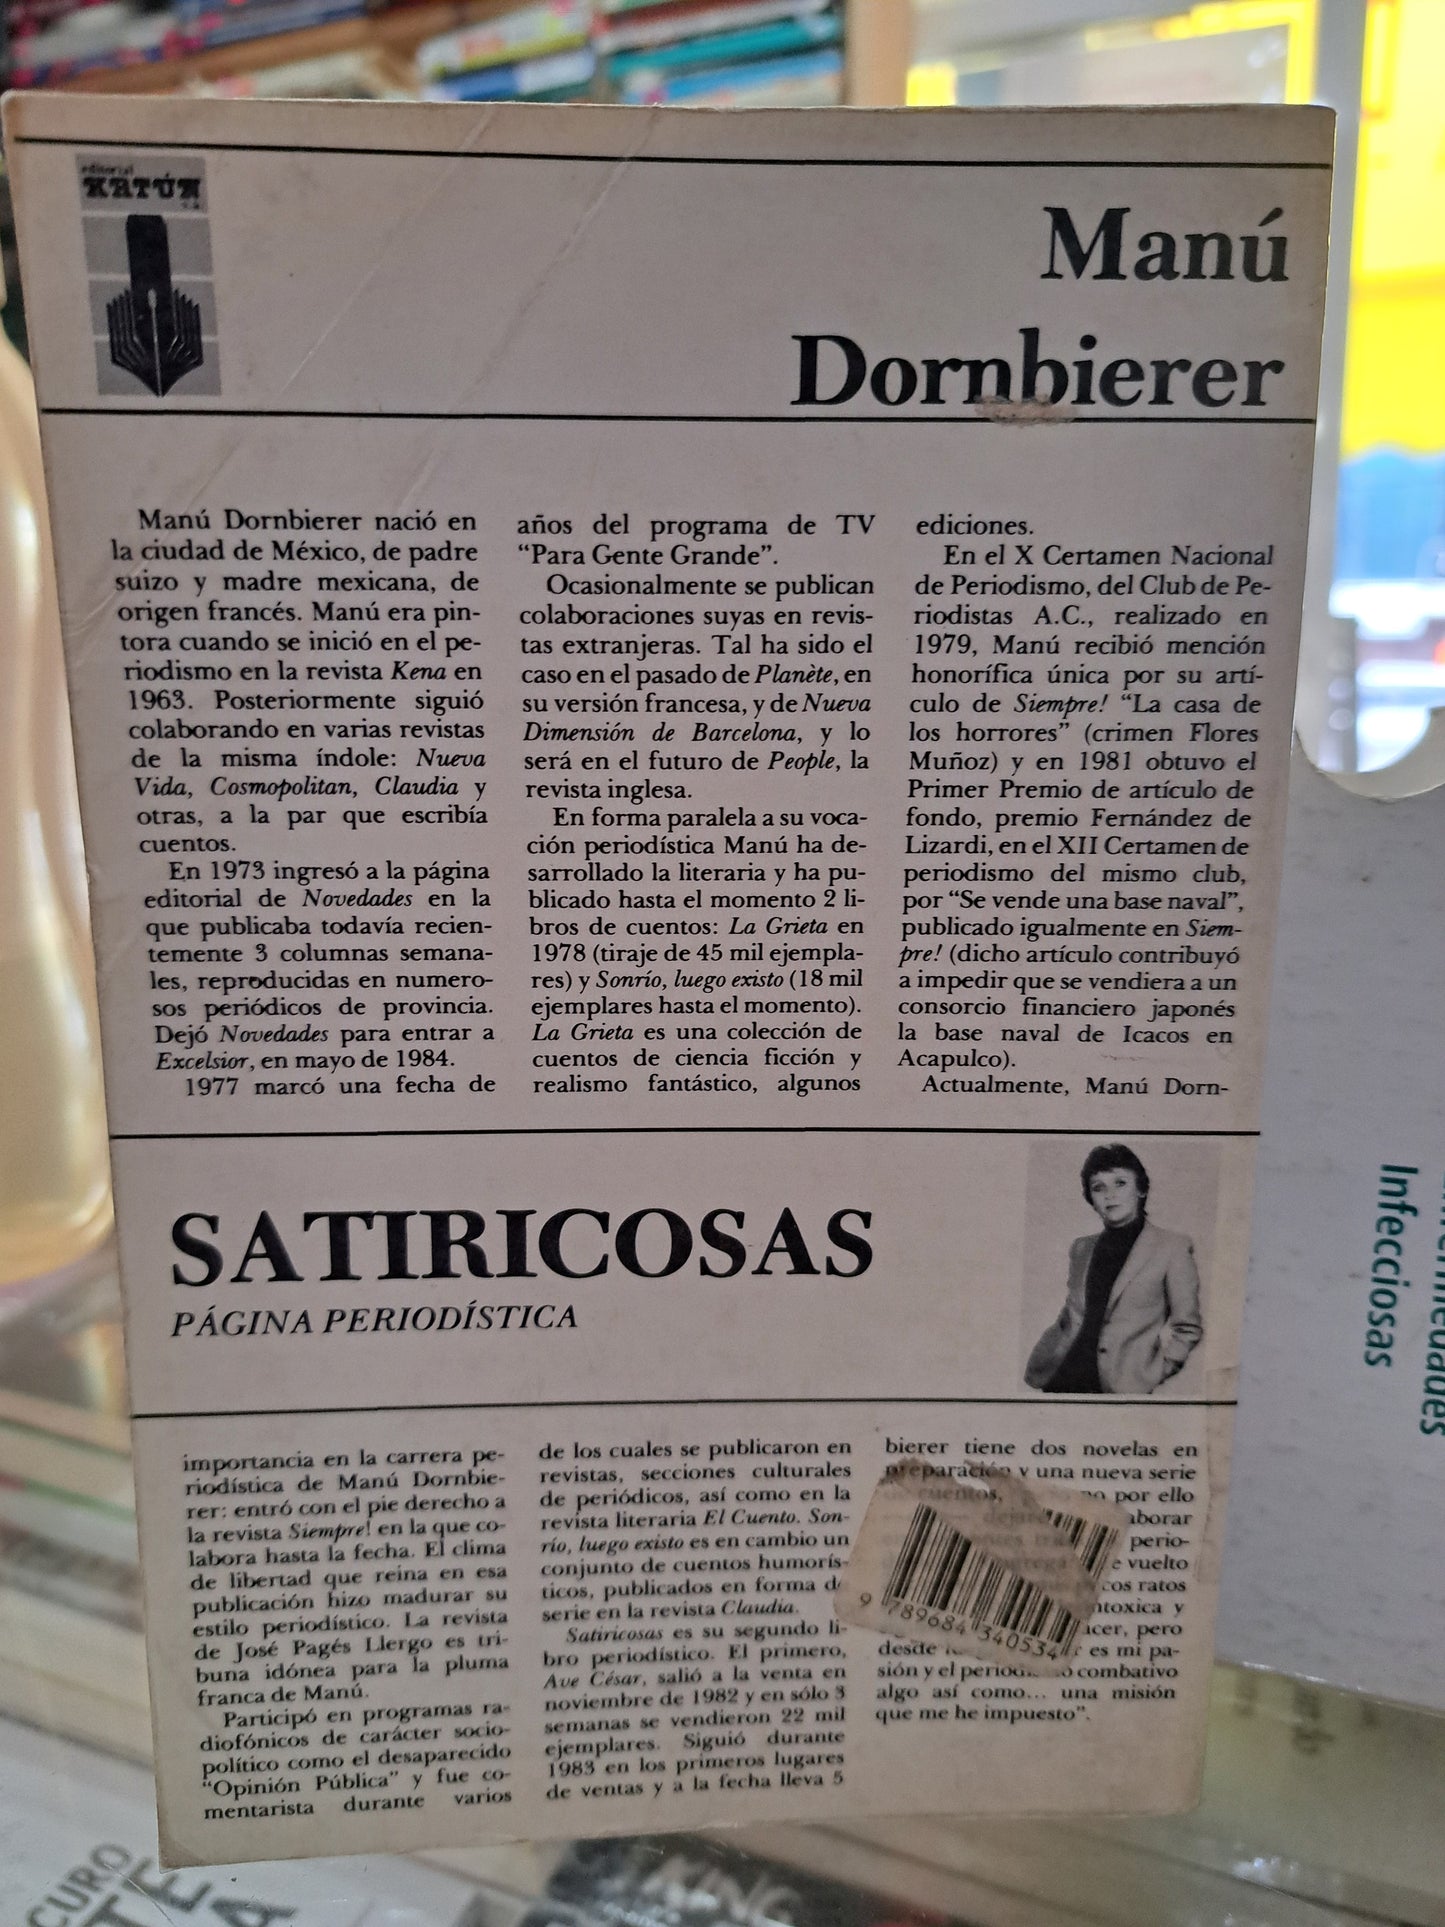 editorial
KATÚN
Manú
Dornbierer
Manú Dornbierer nació en
la ciudad de México, de padre
suizo y madre mexicana, de
origen francés. Manú era pin-
tora cuando se inició en el pe-
riodismo en la revista Kena en
1963. Posteriormente siguió
colaborando en varias revistas
de la misma índole: Nueva
Vida, Cosmopolitan, Claudia y
otras, a la par que escribía
cuentos.
En 1973 ingresó a la página
editorial de Novedades en la
que publicaba todavía recien-
temente 3 columnas semana-
les, reproducidas en numero-
sos periódicos de provincia.
Dejó Novedades para entrar a
Excelsior, en mayo de 1984.
1977 marcó una fecha de
años del programa de TV
“Para Gente Grande”.
Ocasionalmente se publican
colaboraciones suyas en revis-
tas extranjeras. Tal ha sido el
caso en el pasado de Planète, en
su versión francesa, y de Nueva
Dimensión de Barcelona, y lo
será en el futuro de People, la
revista inglesa.
En forma paralela a su voca-
ción periodística Manú ha de-
sarrollado la literaria y ha pu-
blicado hasta el momento 2 li-
bros de cuentos: La Grieta en
1978 (tiraje de 45 mil ejempla-
res) y Sonrío, luego existo (18 mil
ejemplares hasta el momento).
La Grieta es una colección de
cuentos de ciencia ficción y
realismo fantástico, algunos
ediciones.
En el X Certamen Nacional
de Periodismo, del Club de Pe-
riodistas A.C., realizado en
1979, Manú recibió mención
honorífica única por su artí-
culo de Siempre! “La casa de
los horrores” (crimen Flores
Muñoz) y en 1981 obtuvo el
Primer Premio de artículo de
fondo, premio Fernández de
Lizardi, en el XII Certamen de
periodismo del mismo club,
por “Se vende una base naval”,
publicado igualmente en Siem-
pre! (dicho artículo contribuyó
a impedir que se vendiera a un
consorcio financiero japonés
la base naval de Icacos en
Acapulco).
Actualmente, Manú Dorn-
SATIRICOSAS
PÁGINA PERIODÍSTICA
importancia en la carrera pe-
riodística de Manú Dornbie-
rer: entró con el pie derecho a
la revista Siempre! en la que co-
labora hasta la fecha. El clima
de libertad que reina en esa
publicación hizo madurar su
estilo periodístico. La revista
de José Pagés Llergo es tri-
buna idónea para la pluma
franca de Manú.
Participó en programas ra-
diofónicos de carácter socio-
político como el desaparecido
“Opinión Pública” y fue co-
mentarista durante varios
de los cuales se publicaron en
revistas, secciones culturales
de periódicos, así como en la
revista literaria El Cuento. Son-
río, luego existo es en cambio un
conjunto de cuentos humorís-
ticos, publicados en forma de
serie en la revista Claudia.
Satiricosas es su segundo li-
bro periodístico. El primero,
Ave César, salió a la venta en
noviembre de 1982 y en sólo 3
semanas se vendieron 22 mil
ejemplares. Siguió durante
1983 en los primeros lugares
de ventas y a la fecha lleva 5
bierer tiene dos novelas en
preparación y una nueva serie
de cuentos, no por ello
perio-
vuelto
ratos
y
pero
desde es mi pa-
sión y el combativo
algo así como... una misión
que me he impuesto”.
9 789684 340534
Infecciosas
KING